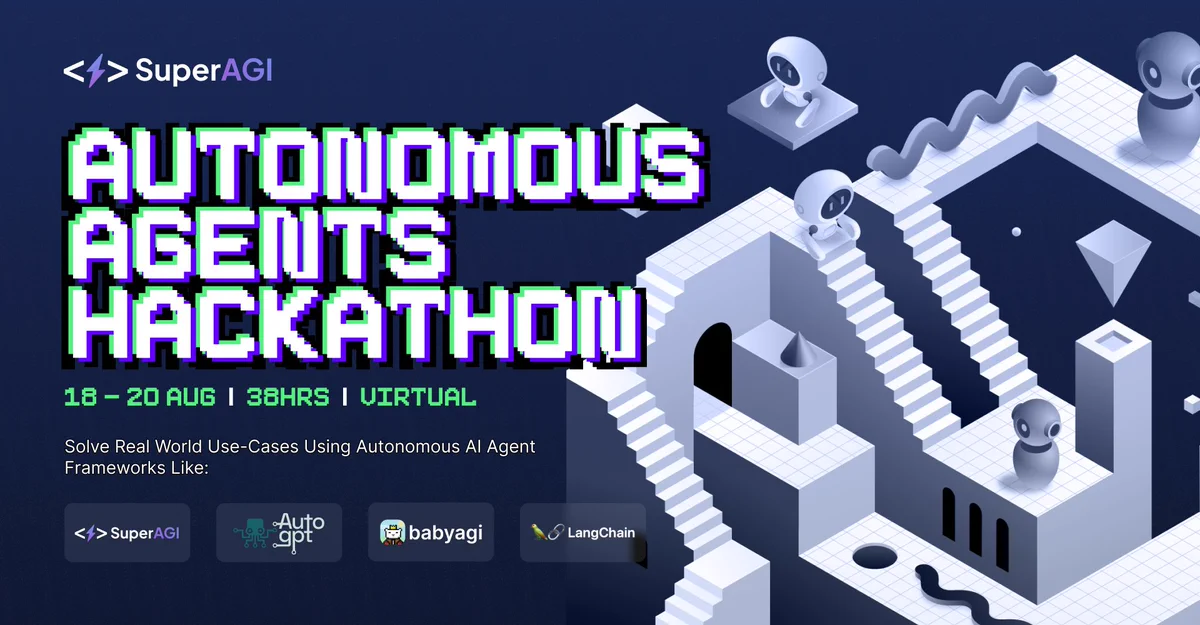 </> SuperAGI
AUTONOMOUS
AGENTS
HACKATHON
18 – 20 AUG | 38HRS | VIRTUAL
Solve Real World Use-Cases Using Autonomous AI Agent
Frameworks Like:
</> SuperAGI
Auto
gpt
babyagi
LangChain